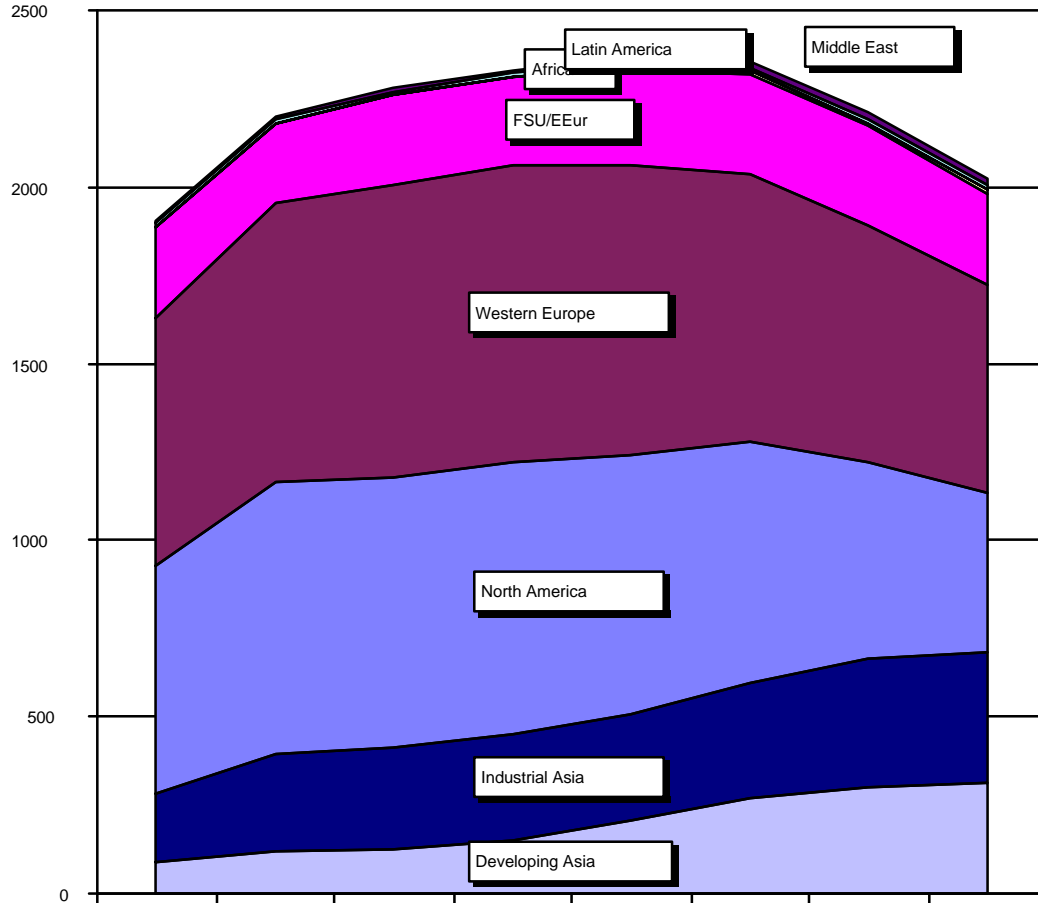 2500
Latin America
Middle East
Africa
FSU/EEur
2000
Western Europe
1500
1000
North America
500
Industrial Asia
Developing Asia
0